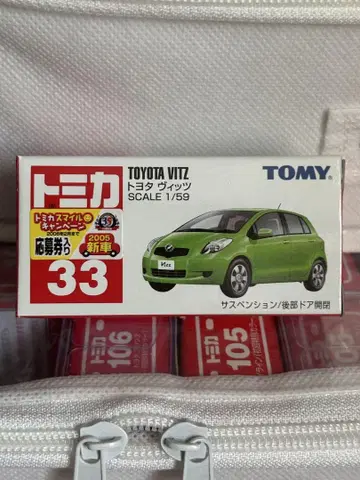 トミカ
TOYOTA VITZ
トヨタ ヴィッツ
SCALE 1/59
TOMY
トミカスマイル
キャンペーン
応募券入り
2005
新車
33
Vitz
サスペンション/後部ドア開閉
トミカ
106
トミカ
105